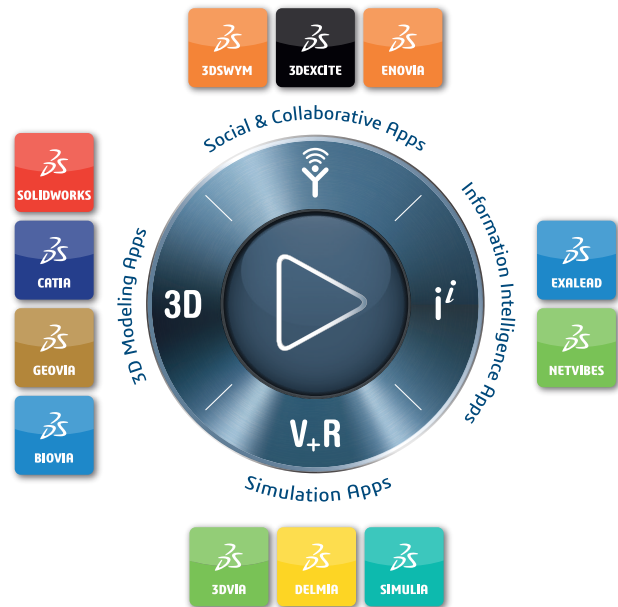 3DSWYM
3DEXCITE
ENOVIA
Social & Collaborative Apps
SOLIDWORKS
CATIA
GEOVIA
BIOVIA
3D Modeling Apps
3D
i i
V+R
Information Intelligence Apps
EXALEAD
NETVIBES
Simulation Apps
3DVIA
DELMIA
SIMULIA